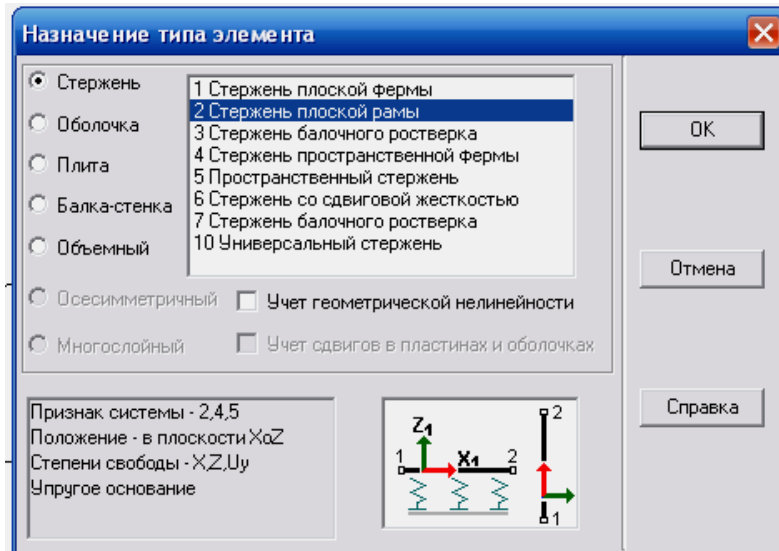 Назначение типа элемента
Стержень
Оболочка
Плита
Балка-стенка
Объемный
Осесимметричный
Многослойный
1 Стержень плоской фермы
2 Стержень плоской рамы
3 Стержень балочного ростверка
4 Стержень пространственной фермы
5 Пространственный стержень
6 Стержень со сдвиговой жесткостью
7 Стержень балочного ростверка
10 Универсальный стержень
Учет геометрической нелинейности
Учет сдвигов в пластинах и оболочках
OK
Отмена
Справка
Признак системы - 2,4,5
Положение - в плоскости XoZ
Степени свободы - X,Z,Uy
Упругое основание
Z1
1 X1 2
2
1